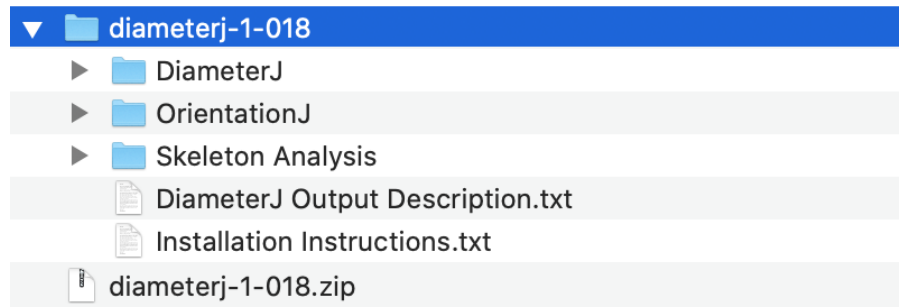 diameterj-1-018
DiameterJ
OrientationJ
Skeleton Analysis
DiameterJ Output Description.txt
Installation Instructions.txt
diameterj-1-018.zip